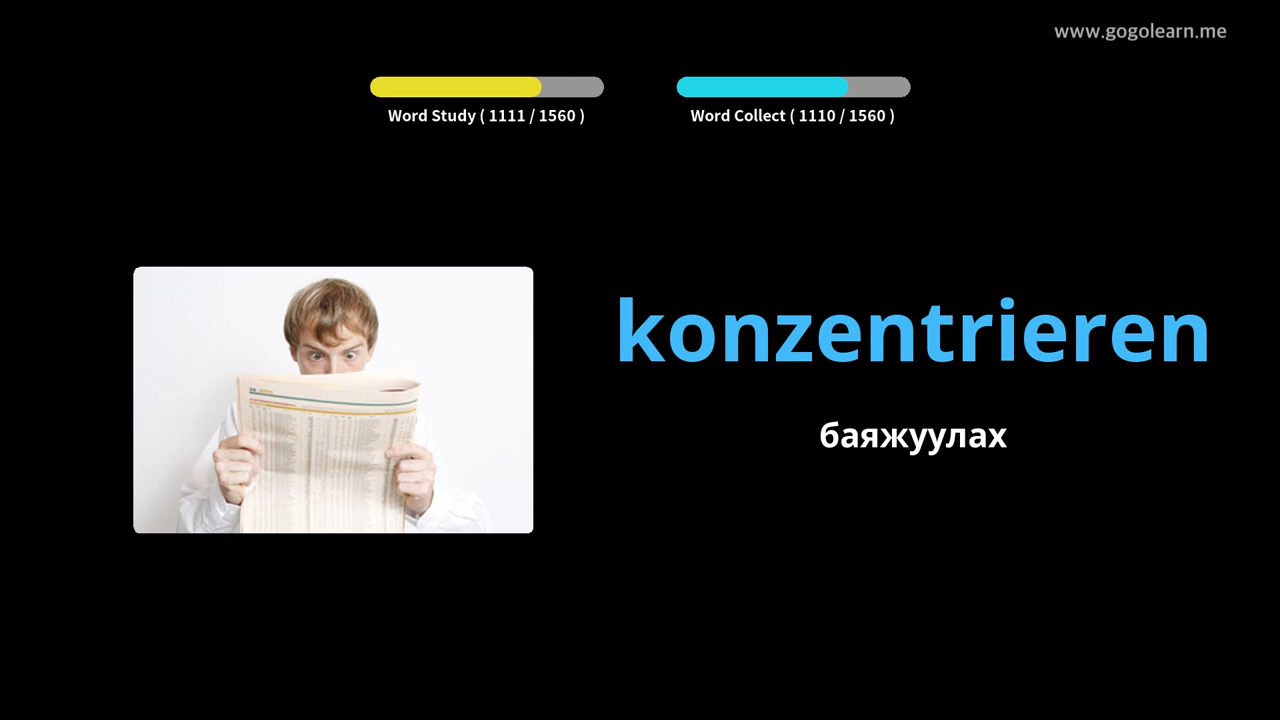 www.gogolearn.me
Word Study ( 1111 / 1560 )
Word Collect ( 1110 / 1560 )
konzentrieren
баяжуулах